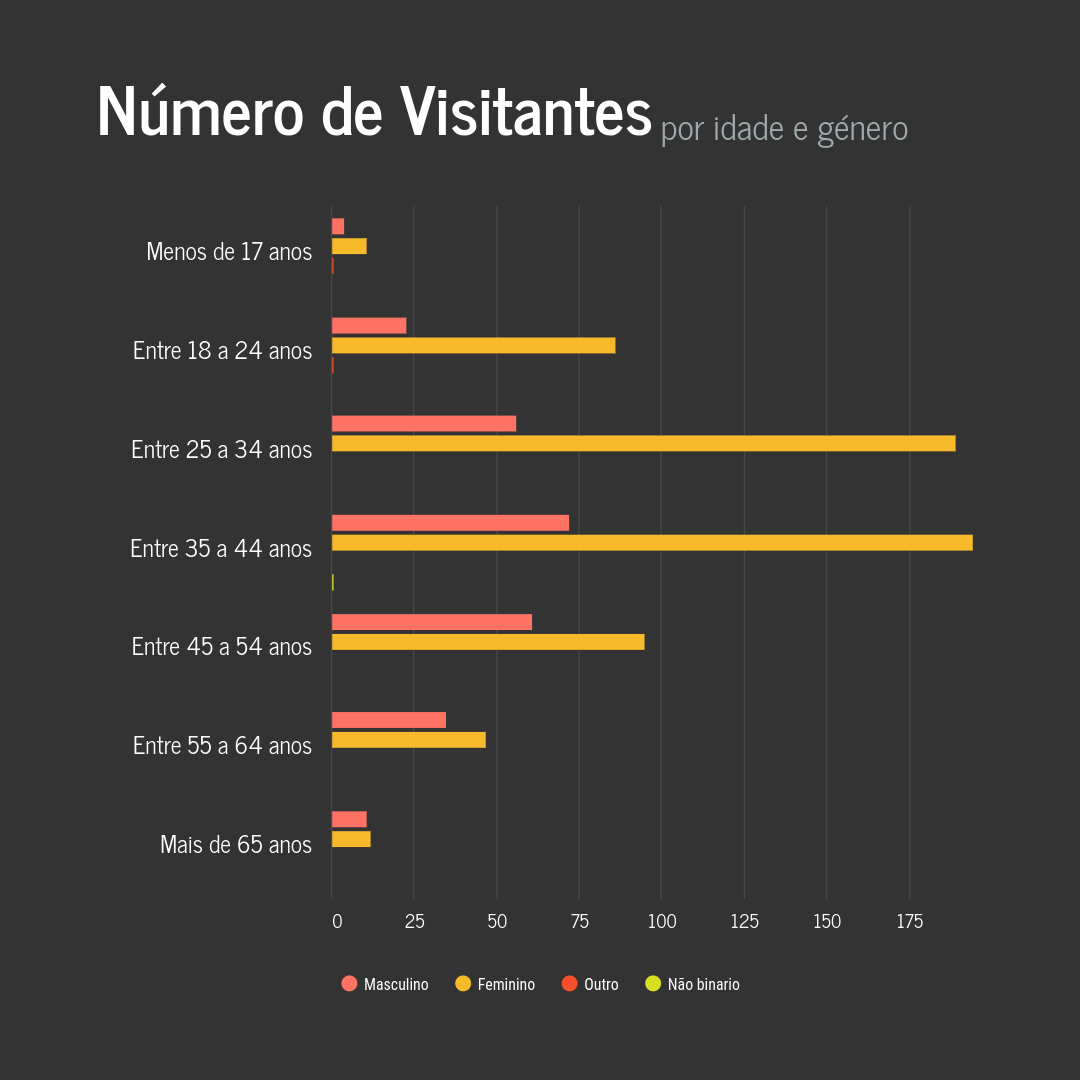 Número de Visitantes por idade e género
Menos de 17 anos
Entre 18 a 24 anos
Entre 25 a 34 anos
Entre 35 a 44 anos
Entre 45 a 54 anos
Entre 55 a 64 anos
Mais de 65 anos
0 25 50 75 100 125 150 175
Masculino Feminino Outro Não binario